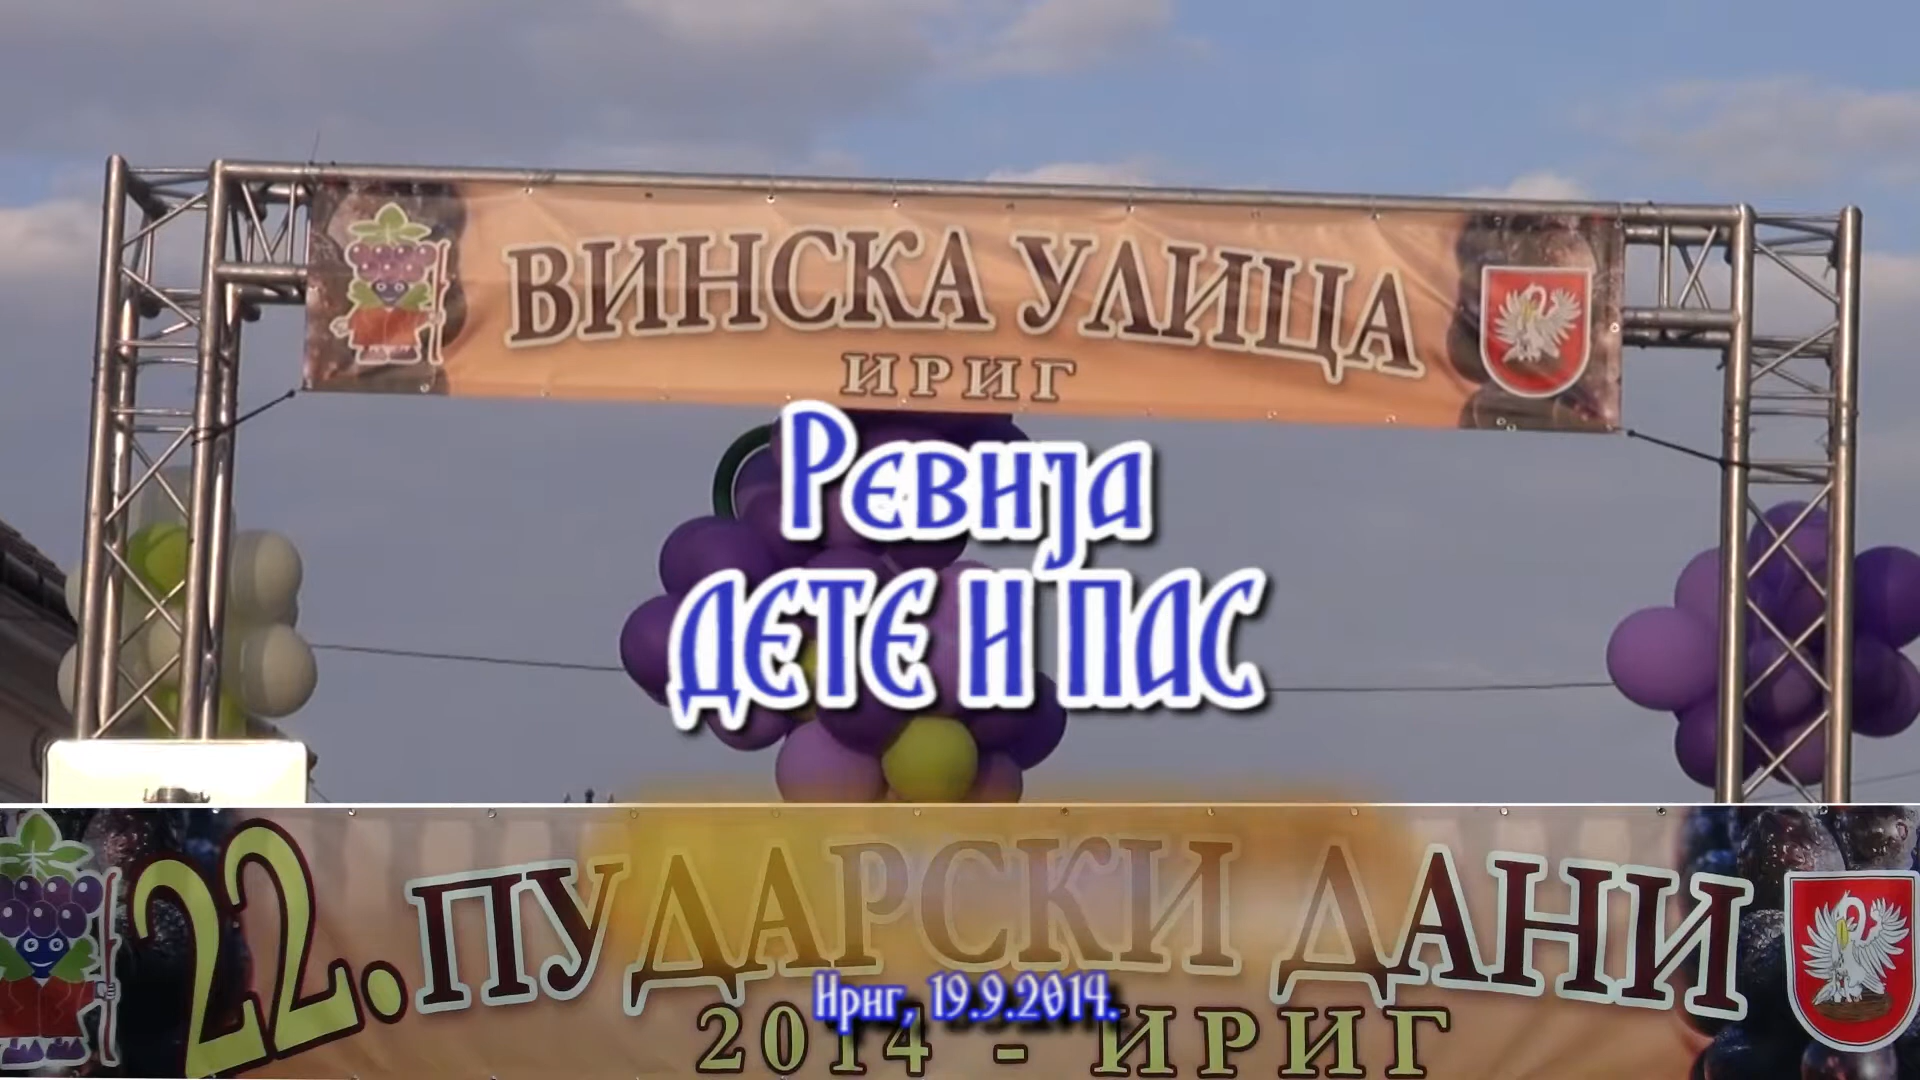 ВИНСКА УЛИЦА
ИРИГ
Ревија
ДЕТЕ И ПАС
22. ПУДАРСКИ ДАНИ
Ириг, 19.9.2014.
2014 - ИРИГ